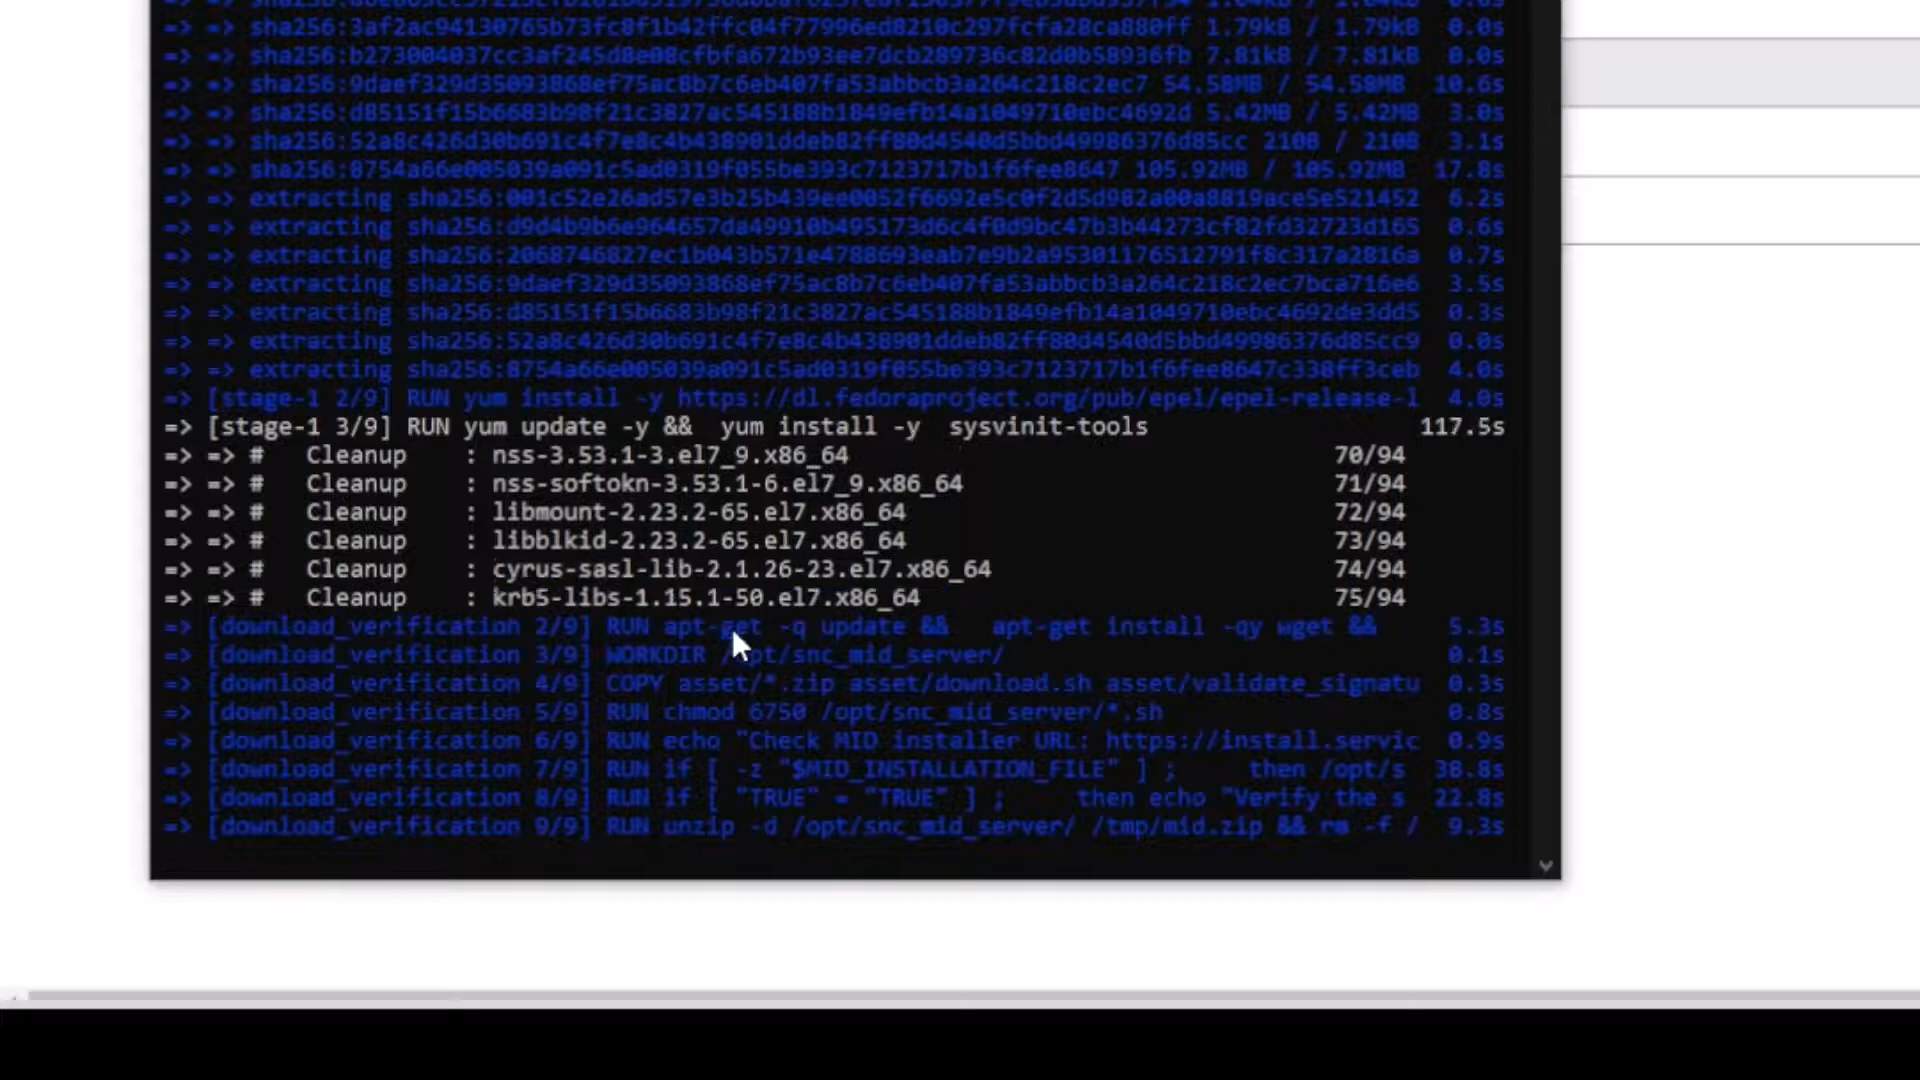 => => sha256:3af2ac94130765b73fc8f1b42ffc04f77996ed8210c297fcfa28ca880ff 1.79kB / 1.79kB 0.0s
=> => sha256:b273004037cc3af245d8e08cfbfa672b93ee7dcb289736c82d0b58936fb 7.81kB / 7.81kB 0.0s
=> => sha256:9daef329d35093868ef75ac8b7c6eb407fa53abbcb3a264c218c2ec7 54.58MB / 54.58MB 10.6s
=> => sha256:d85151f15b6683b98f21c3827ac545188b1849efb14a1049710ebc4692d 5.42MB / 5.42MB 3.0s
=> => sha256:52a8c426d30b691c4f7e8c4b438901ddeb82ff80d4540d5bbd49986376d85cc 210B / 210B 3.1s
=> => sha256:8754a66e005039a091c5ad0319f055be393c7123717b1f6fee8647 105.92MB / 105.92MB 17.8s
=> => extracting sha256:001c52e26ad57e3b25b439ee0052f6692e5c0f2d5d982a00a8819ace5e521452 6.2s
=> => extracting sha256:d9d4b9b6e964657da49910b495173d6c4f0d9bc47b3b44273cf82fd32723d165 0.6s
=> => extracting sha256:2068746827ec1b043b571e4788693eab7e9b2a95301176512791f8c317a2816a 0.7s
=> => extracting sha256:9daef329d35093868ef75ac8b7c6eb407fa53abbcb3a264c218c2ec7bca716e6 3.5s
=> => extracting sha256:d85151f15b6683b98f21c3827ac545188b1849efb14a1049710ebc4692de3dd5 0.3s
=> => extracting sha256:52a8c426d30b691c4f7e8c4b438901ddeb82ff80d4540d5bbd49986376d85cc9 0.0s
=> => extracting sha256:8754a66e005039a091c5ad0319f055be393c7123717b1f6fee8647c338ff3ceb 4.0s
=> [stage-1 2/9] RUN yum install -y https://dl.fedoraproject.org/pub/epel/epel-release-l 4.0s
=> [stage-1 3/9] RUN yum update -y && yum install -y sysvinit-tools 117.5s
=> => # Cleanup : nss-3.53.1-3.el7_9.x86_64 70/94
=> => # Cleanup : nss-softokn-3.53.1-6.el7_9.x86_64 71/94
=> => # Cleanup : libmount-2.23.2-65.el7.x86_64 72/94
=> => # Cleanup : libblkid-2.23.2-65.el7.x86_64 73/94
=> => # Cleanup : cyrus-sasl-lib-2.1.26-23.el7.x86_64 74/94
=> => # Cleanup : krb5-libs-1.15.1-50.el7.x86_64 75/94
=> [download_verification 2/9] RUN apt-get -q update && apt-get install -qy wget && 5.3s
=> [download_verification 3/9] WORKDIR /opt/snc_mid_server/ 0.1s
=> [download_verification 4/9] COPY asset/*.zip asset/download.sh asset/validate_signatu 0.3s
=> [download_verification 5/9] RUN chmod 6750 /opt/snc_mid_server/*.sh 0.8s
=> [download_verification 6/9] RUN echo "Check MID installer URL: https://install.servic 0.9s
=> [download_verification 7/9] RUN if [ -z "$MID_INSTALLATION_FILE" ] ; then /opt/s 38.8s
=> [download_verification 8/9] RUN if [ "TRUE" = "TRUE" ] ; then echo "Verify the s 22.8s
=> [download_verification 9/9] RUN unzip -d /opt/snc_mid_server/ /tmp/mid.zip && rm -f / 9.3s